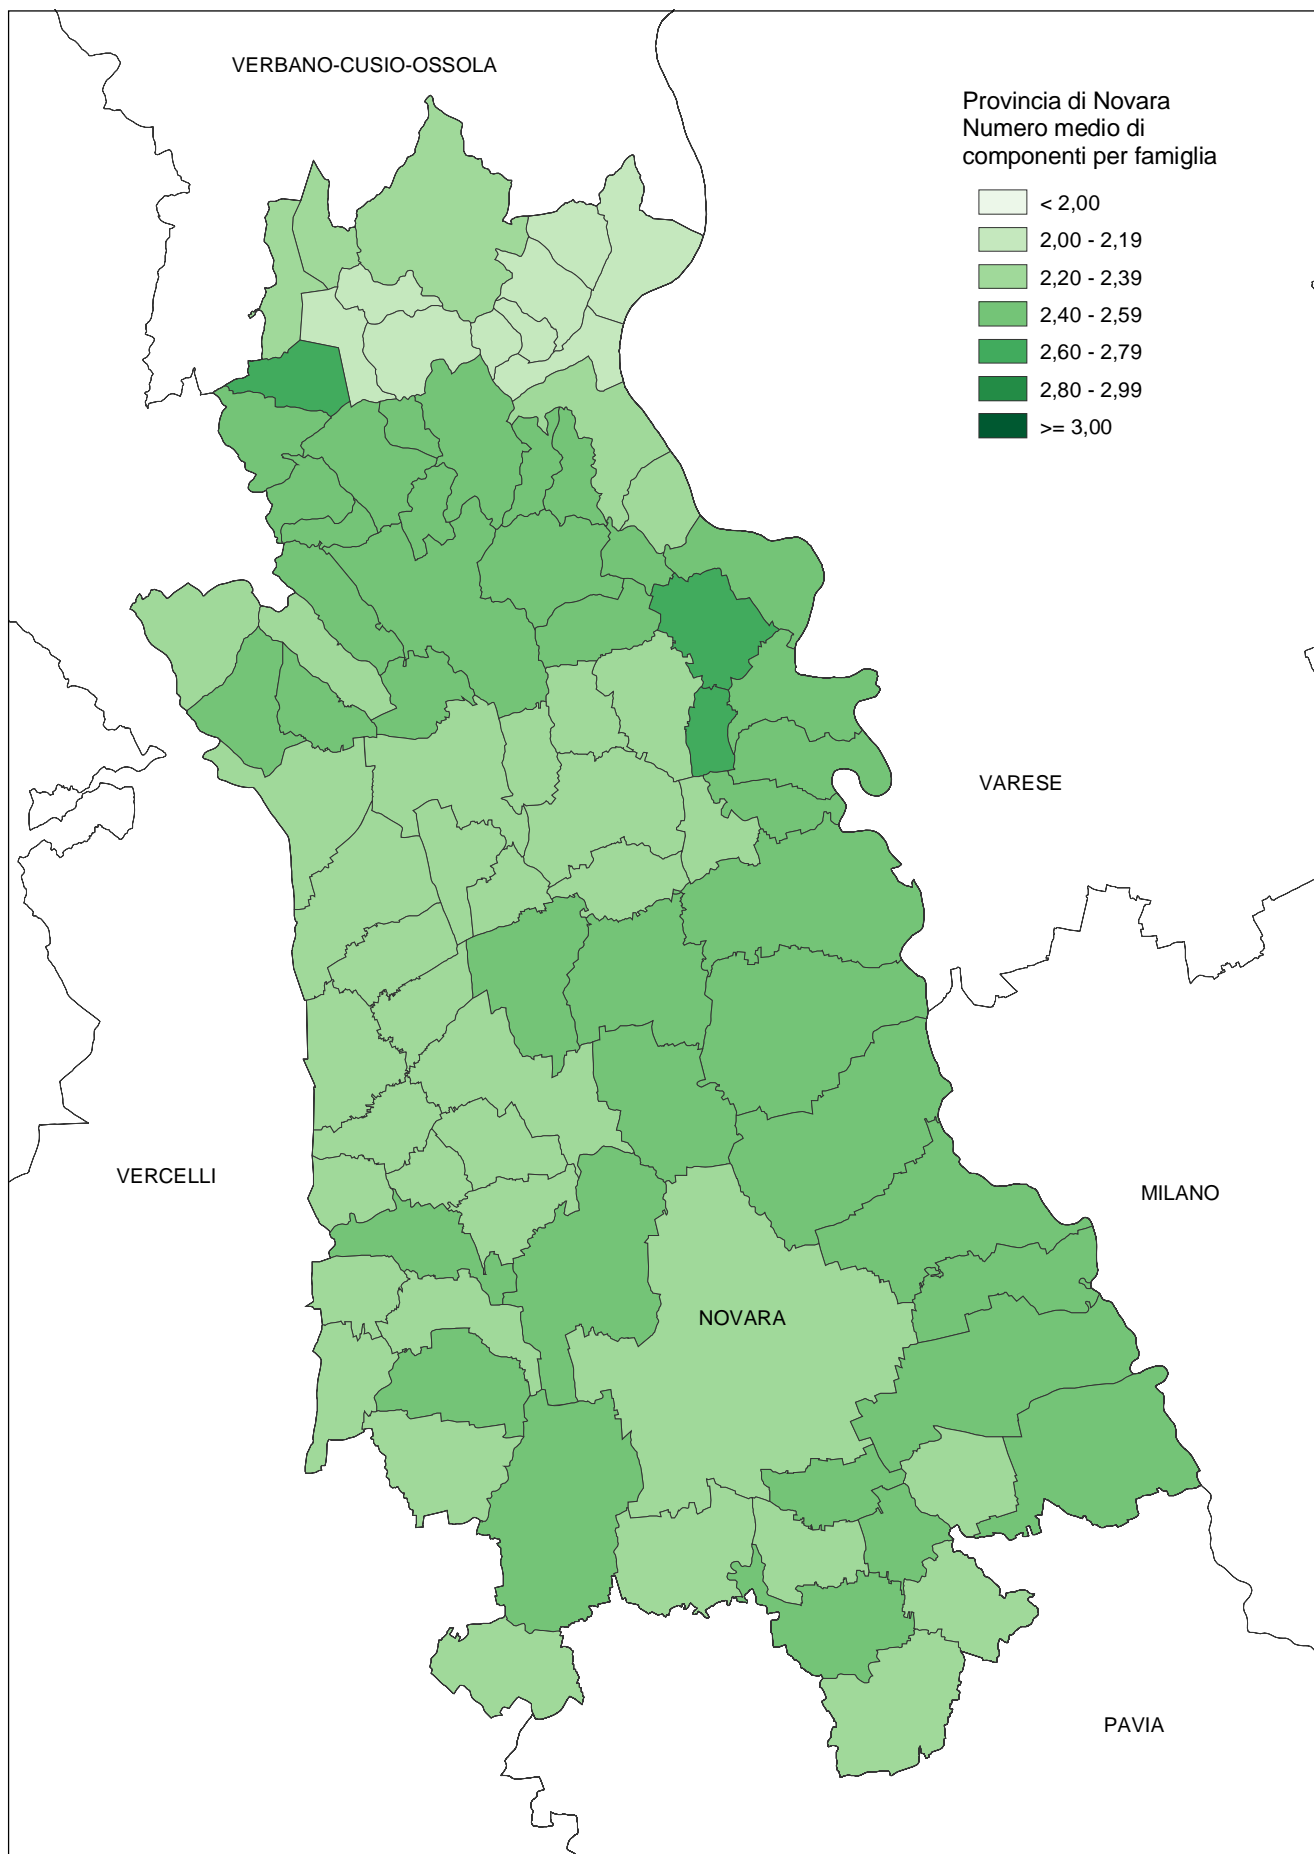 VERBANO-CUSIO-OSSOLA
Provincia di Novara
Numero medio di
componenti per famiglia
< 2,00
2,00 - 2,19
2,20 - 2,39
2,40 - 2,59
2,60 - 2,79
2,80 - 2,99
>= 3,00
VARESE
VERCELLI
MILANO
NOVARA
PAVIA